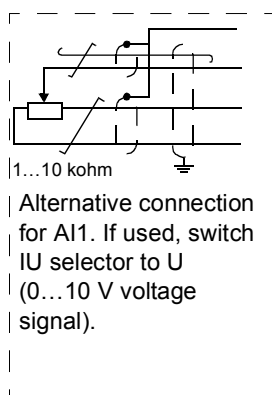 1…10 kohm
Alternative connection
for AI1. If used, switch
IU selector to U
(0…10 V voltage
signal).